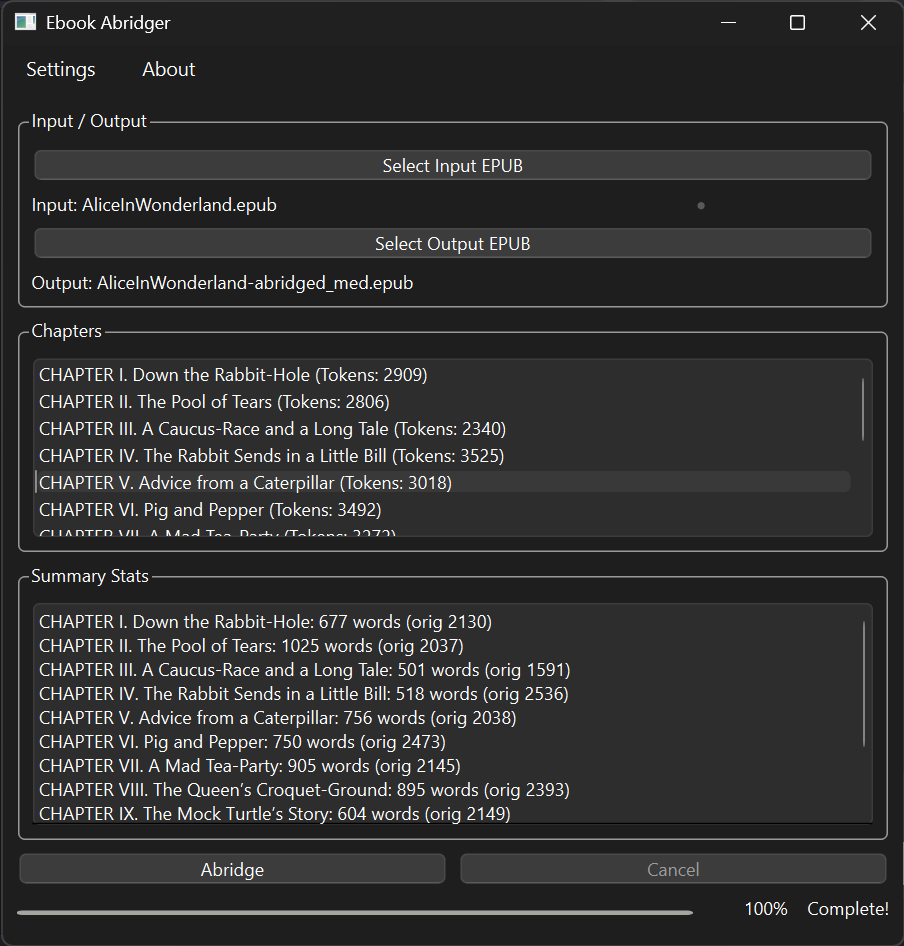 Ebook Abridger
Settings About
Input / Output
Select Input EPUB
Input: AliceInWonderland.epub
Select Output EPUB
Output: AliceInWonderland-abridged_med.epub
Chapters
CHAPTER I. Down the Rabbit-Hole (Tokens: 2909)
CHAPTER II. The Pool of Tears (Tokens: 2806)
CHAPTER III. A Caucus-Race and a Long Tale (Tokens: 2340)
CHAPTER IV. The Rabbit Sends in a Little Bill (Tokens: 3525)
CHAPTER V. Advice from a Caterpillar (Tokens: 3018)
CHAPTER VI. Pig and Pepper (Tokens: 3492)
CHAPTER VII. A Mad Tea-Party (Tokens: 3272)
Summary Stats
CHAPTER I. Down the Rabbit-Hole: 677 words (orig 2130)
CHAPTER II. The Pool of Tears: 1025 words (orig 2037)
CHAPTER III. A Caucus-Race and a Long Tale: 501 words (orig 1591)
CHAPTER IV. The Rabbit Sends in a Little Bill: 518 words (orig 2536)
CHAPTER V. Advice from a Caterpillar: 756 words (orig 2038)
CHAPTER VI. Pig and Pepper: 750 words (orig 2473)
CHAPTER VII. A Mad Tea-Party: 905 words (orig 2145)
CHAPTER VIII. The Queen’s Croquet-Ground: 895 words (orig 2393)
CHAPTER IX. The Mock Turtle’s Story: 604 words (orig 2149)
Abridge Cancel
100% Complete!